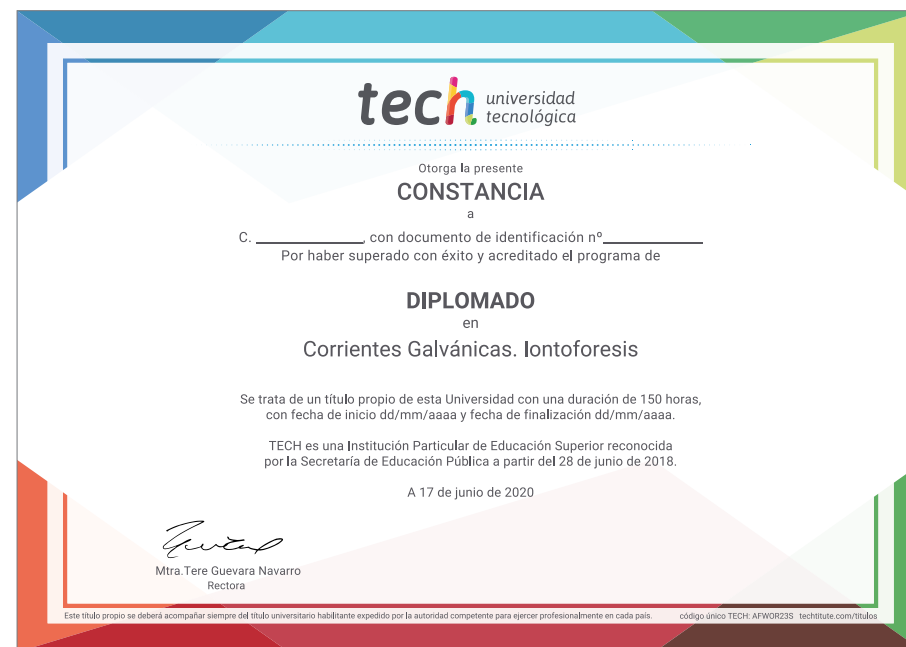 tech universidad
tecnológica
Otorga la presente
CONSTANCIA
a
C. ____________, con documento de identificación nº____________
Por haber superado con éxito y acreditado el programa de
DIPLOMADO
en
Corrientes Galvánicas. Iontoforesis
Se trata de un título propio de esta Universidad con una duración de 150 horas,
con fecha de inicio dd/mm/aaaa y fecha de finalización dd/mm/aaaa.
TECH es una Institución Particular de Educación Superior reconocida
por la Secretaría de Educación Pública a partir del 28 de junio de 2018.
A 17 de junio de 2020
Mtra.Tere Guevara Navarro
Rectora
Este título propio se deberá acompañar siempre del título universitario habilitante expedido por la autoridad competente para ejercer profesionalmente en cada país. código único TECH: AFWOR23S techtitute.com/titulos